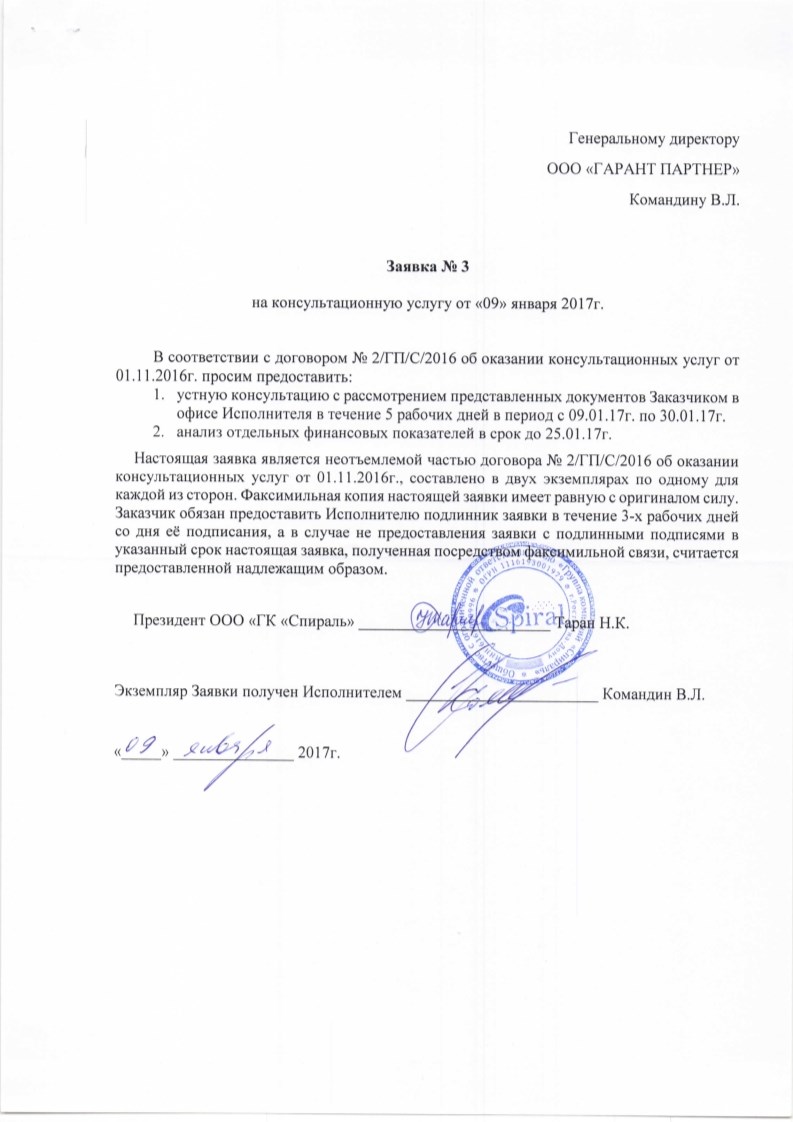 Генеральному директору
ООО «ГАРАНТ ПАРТНЕР»
Командину В.Л.
Заявка № 3
на консультационную услугу от «09» января 2017г.
В соответствии с договором № 2/ГП/С/2016 об оказании консультационных услуг от
01.11.2016г. просим предоставить:
1. устную консультацию с рассмотрением представленных документов Заказчиком в
офисе Исполнителя в течение 5 рабочих дней в период с 09.01.17г. по 30.01.17г.
2. анализ отдельных финансовых показателей в срок до 25.01.17г.
Настоящая заявка является неотъемлемой частью договора № 2/ГП/С/2016 об оказании
консультационных услуг от 01.11.2016г., составлено в двух экземплярах по одному для
каждой из сторон. Факсимильная копия настоящей заявки имеет равную с оригиналом силу.
Заказчик обязан предоставить Исполнителю подлинник заявки в течение 3-х рабочих дней
со дня её подписания, а в случае не предоставления заявки с подлинными подписями в
указанный срок настоящая заявка, полученная посредством факсимильной связи, считается
предоставленной надлежащим образом.
Президент ООО «ГК «Спираль» Таран Н.К.
Spiral
Экземпляр Заявки получен Исполнителем Командин В.Л.
«09» января 2017г.